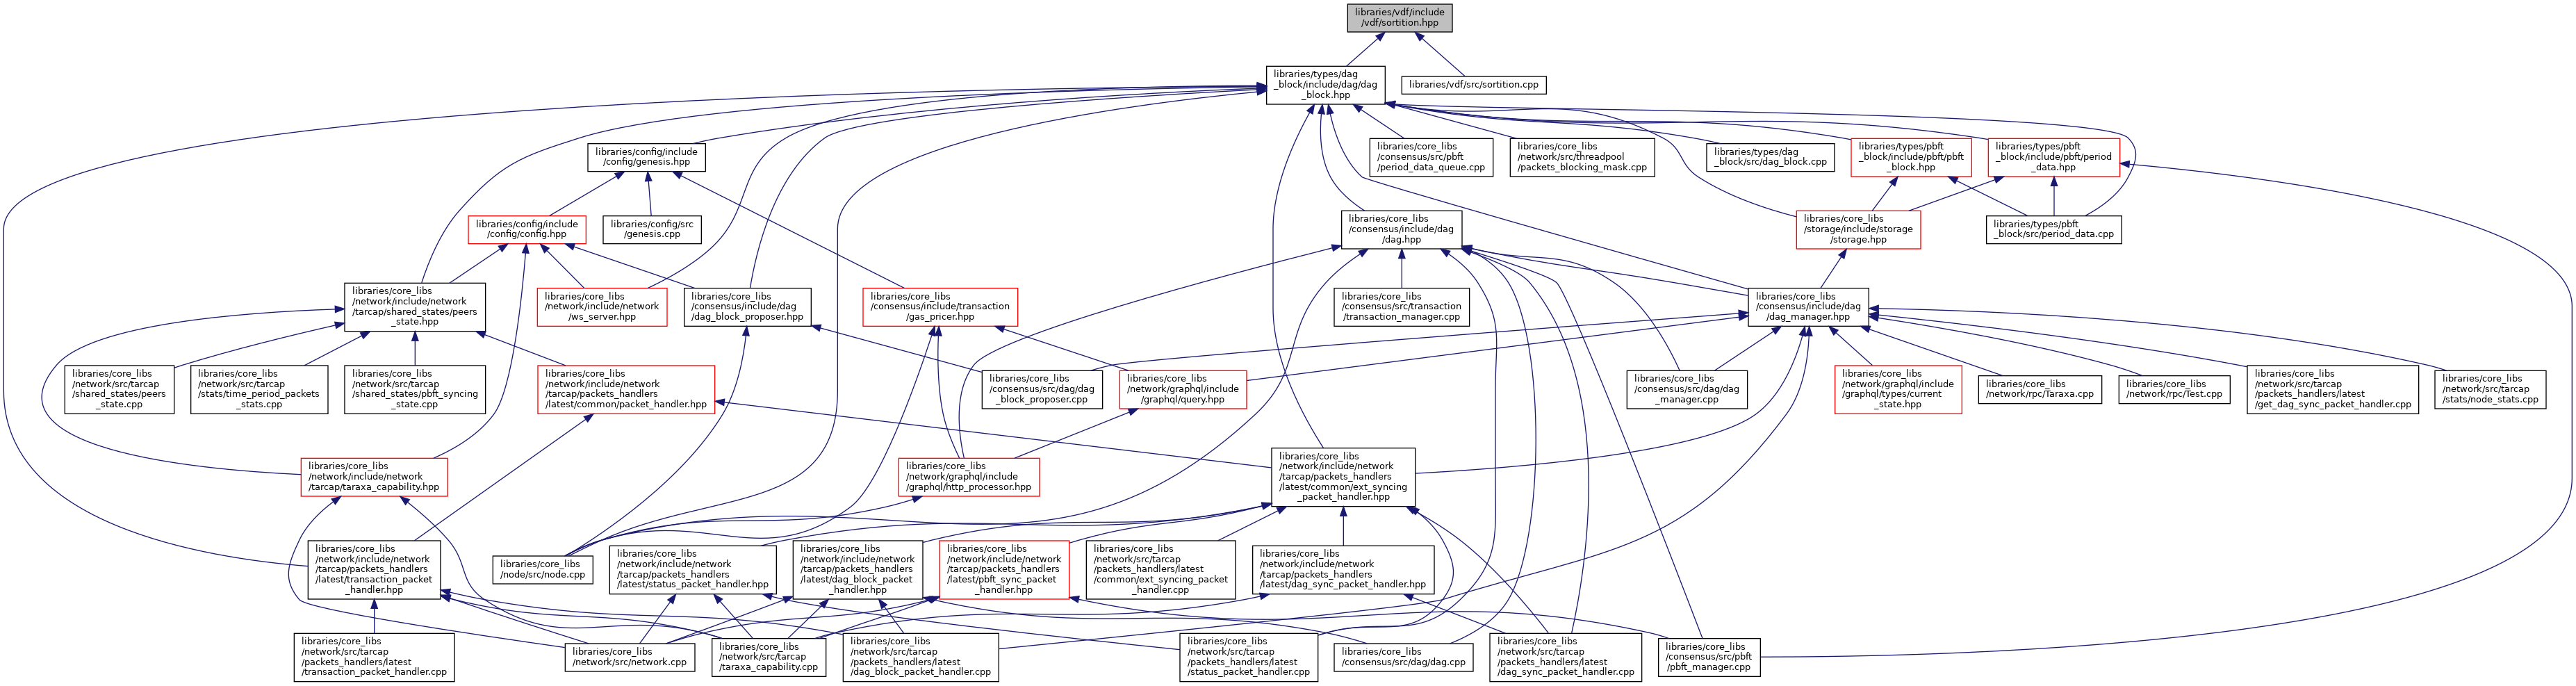 libraries/vdf/include
/vdf/sortition.hpp
libraries/types/dag
_block/include/dag/dag
_block.hpp
libraries/vdf/src/sortition.cpp
libraries/config/include
/config/genesis.hpp
libraries/core_libs
/consensus/src/pbft
/period_data_queue.cpp
libraries/core_libs
/network/src/threadpool
/packets_blocking_mask.cpp
libraries/types/dag
_block/src/dag_block.cpp
libraries/types/pbft
_block/include/pbft/pbft
_block.hpp
libraries/types/pbft
_block/include/pbft/period
_data.hpp
libraries/config/include
/config/config.hpp
libraries/config/src
/genesis.cpp
libraries/core_libs
/consensus/include/dag
/dag.hpp
libraries/core_libs
/storage/include/storage
/storage.hpp
libraries/types/pbft
_block/src/period_data.cpp
libraries/core_libs
/network/include/network
/tarcap/shared_states/peers
_state.hpp
libraries/core_libs
/network/include/network
/ws_server.hpp
libraries/core_libs
/consensus/include/dag
/dag_block_proposer.hpp
libraries/core_libs
/consensus/include/transaction
/gas_pricer.hpp
libraries/core_libs
/consensus/src/transaction
/transaction_manager.cpp
libraries/core_libs
/consensus/include/dag
/dag_manager.hpp
libraries/core_libs
/network/src/tarcap
/shared_states/peers
_state.cpp
libraries/core_libs
/network/src/tarcap
/stats/time_period_packets
_stats.cpp
libraries/core_libs
/network/src/tarcap
/shared_states/pbft_syncing
_state.cpp
libraries/core_libs
/network/include/network
/tarcap/packets_handlers
/latest/common/packet_handler.hpp
libraries/core_libs
/consensus/src/dag/dag
_block_proposer.cpp
libraries/core_libs
/network/graphql/include
/graphql/query.hpp
libraries/core_libs
/consensus/src/dag/dag
_manager.cpp
libraries/core_libs
/network/graphql/include
/graphql/types/current
_state.hpp
libraries/core_libs
/network/rpc/Taraxa.cpp
libraries/core_libs
/network/rpc/Test.cpp
libraries/core_libs
/network/src/tarcap
/packets_handlers/latest
/get_dag_sync_packet_handler.cpp
libraries/core_libs
/network/src/tarcap
/stats/node_stats.cpp
libraries/core_libs
/network/include/network
/tarcap/taraxa_capability.hpp
libraries/core_libs
/network/graphql/include
/graphql/http_processor.hpp
libraries/core_libs
/network/include/network
/tarcap/packets_handlers
/latest/common/ext_syncing
_packet_handler.hpp
libraries/core_libs
/network/include/network
/tarcap/packets_handlers
/latest/transaction_packet
_handler.hpp
libraries/core_libs
/node/src/node.cpp
libraries/core_libs
/network/include/network
/tarcap/packets_handlers
/latest/status_packet_handler.hpp
libraries/core_libs
/network/include/network
/tarcap/packets_handlers
/latest/dag_block_packet
_handler.hpp
libraries/core_libs
/network/include/network
/tarcap/packets_handlers
/latest/pbft_sync_packet
_handler.hpp
libraries/core_libs
/network/src/tarcap
/packets_handlers/latest
/common/ext_syncing_packet
_handler.cpp
libraries/core_libs
/network/include/network
/tarcap/packets_handlers
/latest/dag_sync_packet_handler.hpp
libraries/core_libs
/network/src/tarcap
/packets_handlers/latest
/transaction_packet_handler.cpp
libraries/core_libs
/network/src/network.cpp
libraries/core_libs
/network/src/tarcap
/taraxa_capability.cpp
libraries/core_libs
/network/src/tarcap
/packets_handlers/latest
/dag_block_packet_handler.cpp
libraries/core_libs
/network/src/tarcap
/packets_handlers/latest
/status_packet_handler.cpp
libraries/core_libs
/consensus/src/dag/dag.cpp
libraries/core_libs
/network/src/tarcap
/packets_handlers/latest
/dag_sync_packet_handler.cpp
libraries/core_libs
/consensus/src/pbft
/pbft_manager.cpp